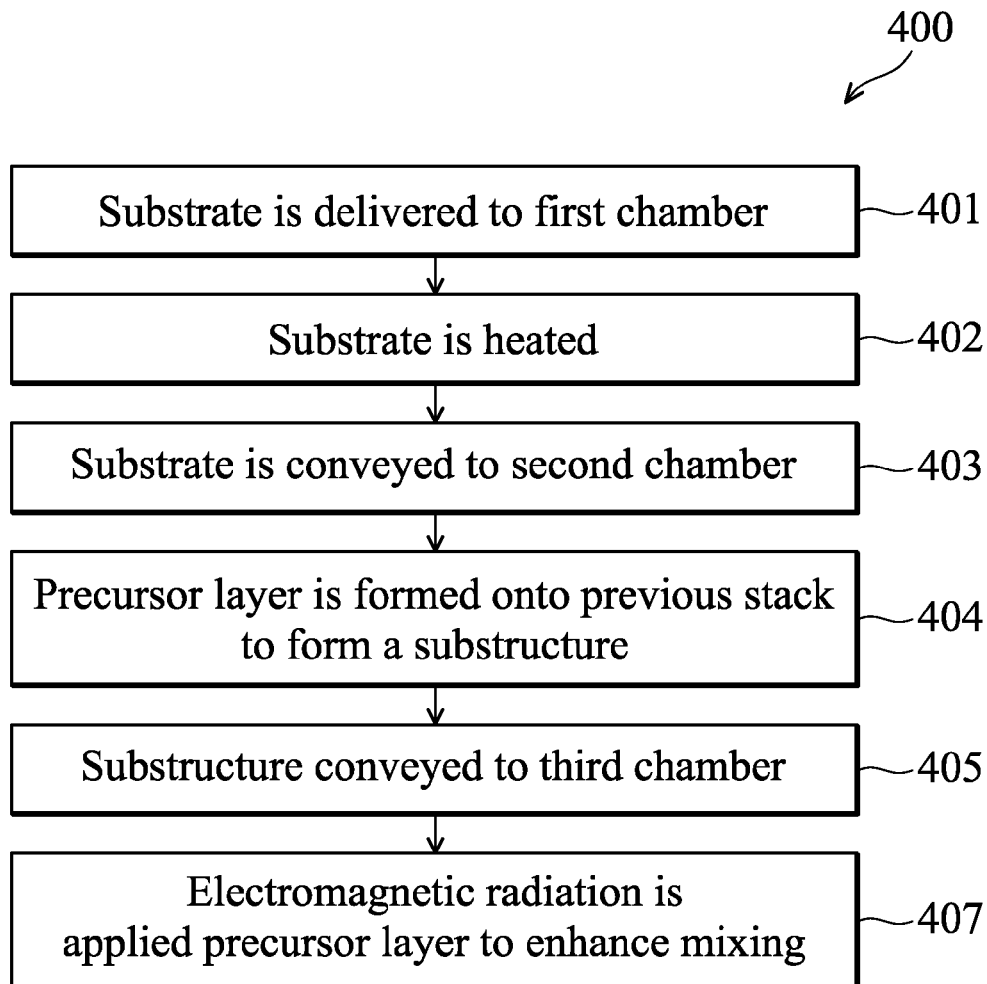 400
Substrate is delivered to first chamber
401
Substrate is heated
402
Substrate is conveyed to second chamber
403
Precursor layer is formed onto previous stack
to form a substructure
404
Substructure conveyed to third chamber
405
Electromagnetic radiation is
applied precursor layer to enhance mixing
407